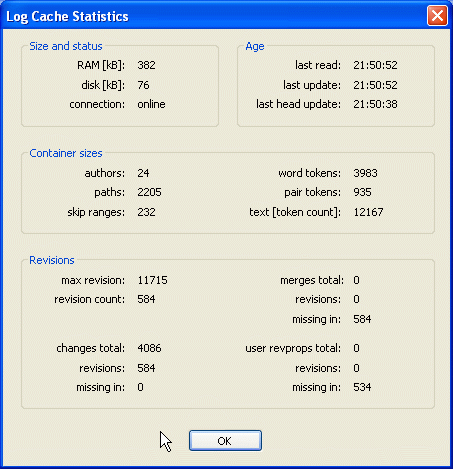 Log Cache Statistics
Size and status
RAM [kB]: 382
disk [kB]: 76
connection: online
Age
last read: 21:50:52
last update: 21:50:52
last head update: 21:50:38
Container sizes
authors: 24 word tokens: 3983
paths: 2205 pair tokens: 935
skip ranges: 232 text [token count]: 12167
Revisions
max revision: 11715 merges total: 0
revision count: 584 revisions: 0
missing in: 584
changes total: 4086 user revprops total: 0
revisions: 584 revisions: 0
missing in: 0 missing in: 534
OK